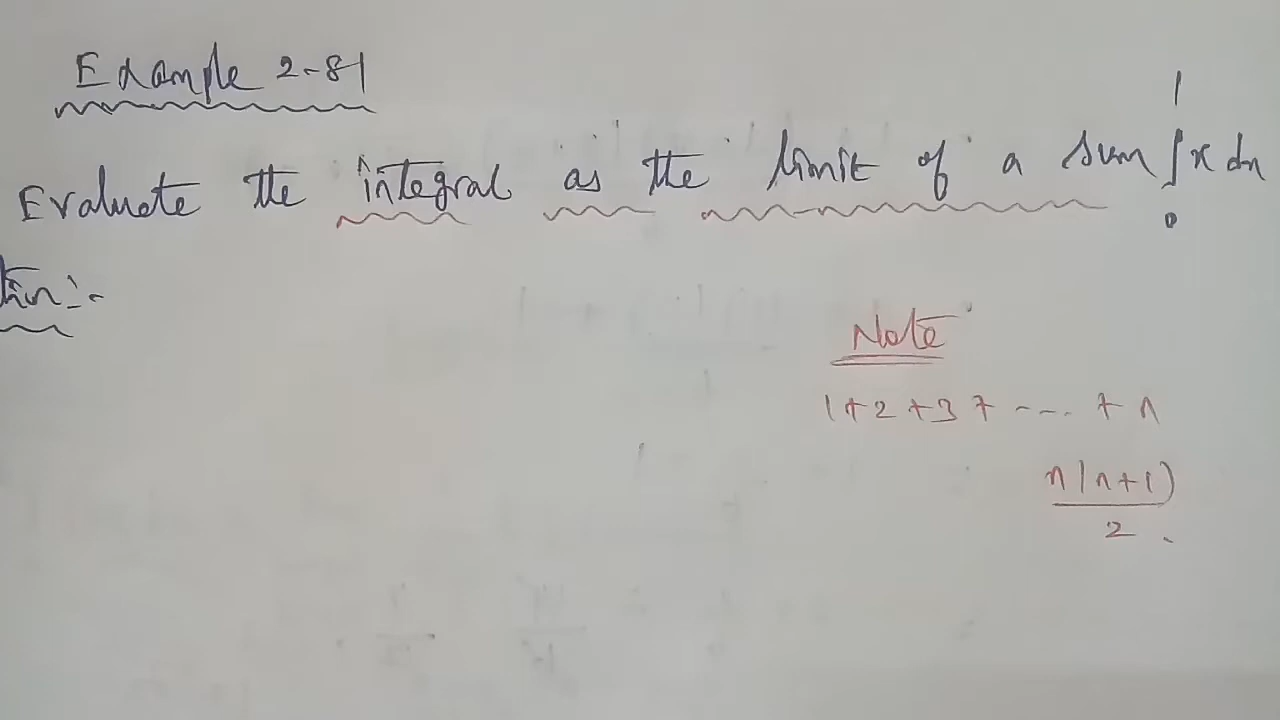 Example 2-81
Evaluate the integral as the limit of a sum ∫₀¹ x dx
tion:-
Note
1+2+3+ ---- + n
n(n+1)
2